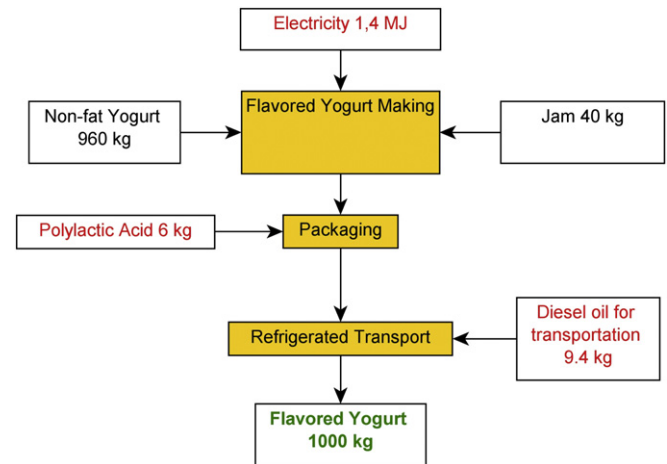 Electricity 1,4 MJ
Non-fat Yogurt
960 kg
Flavored Yogurt Making
Jam 40 kg
Polylactic Acid 6 kg
Packaging
Refrigerated Transport
Diesel oil for
transportation
9.4 kg
Flavored Yogurt
1000 kg